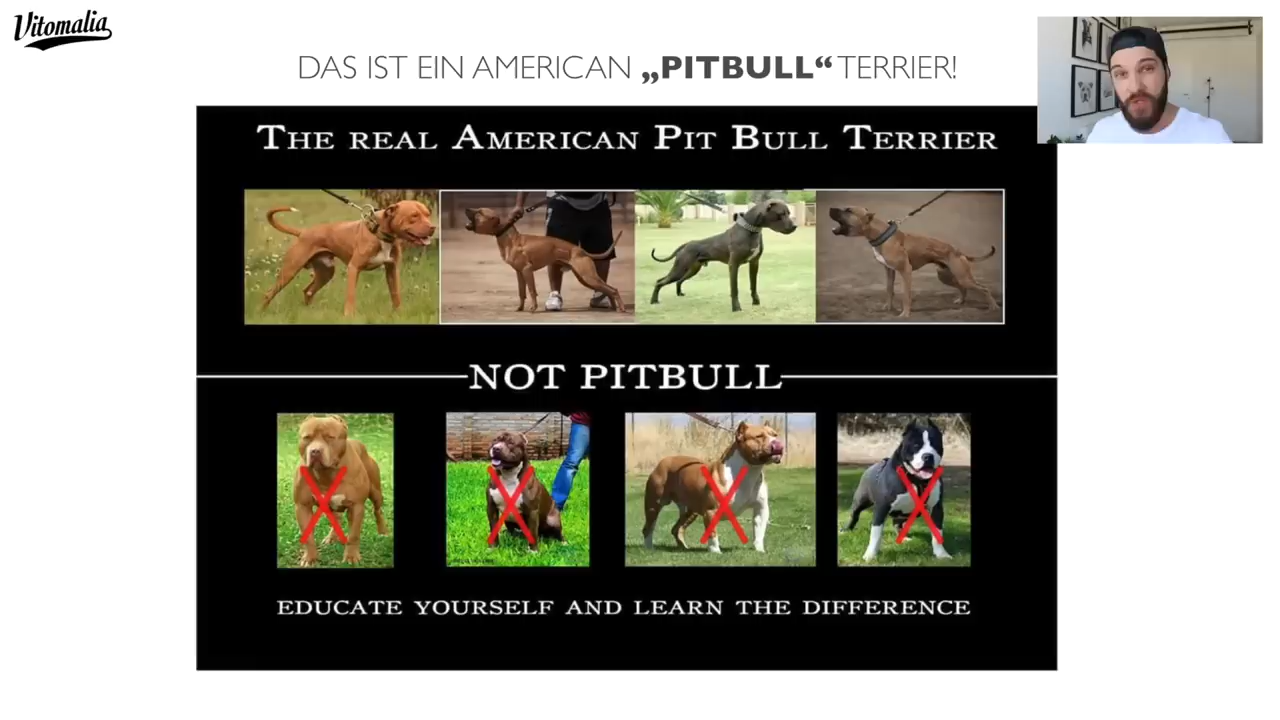 Vitomalia
DAS IST EIN AMERICAN „PITBULL“ TERRIER!
THE REAL AMERICAN PIT BULL TERRIER
NOT PITBULL
EDUCATE YOURSELF AND LEARN THE DIFFERENCE